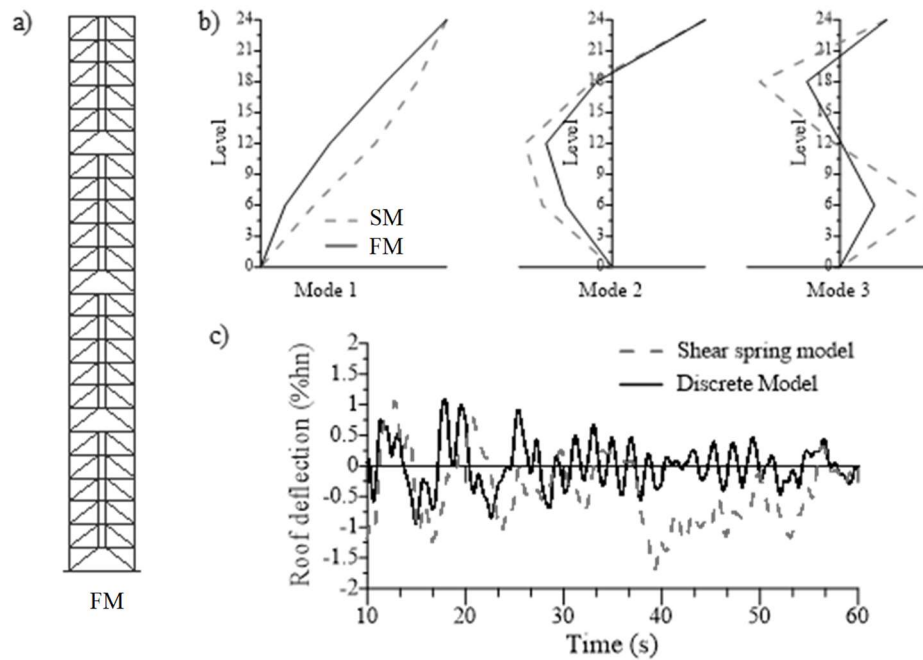 a)
FM
b)
Level
24
21
18
15
12
9
6
3
0
SM
FM
Mode 1
Level
24
21
18
15
12
9
6
3
0
Mode 2
Level
24
21
18
15
12
9
6
3
0
Mode 3
c)
Roof deflection (%hn)
2
1.5
1
0.5
0
-0.5
-1
-1.5
-2
Shear spring model
Discrete Model
10 20 30 40 50 60
Time (s)